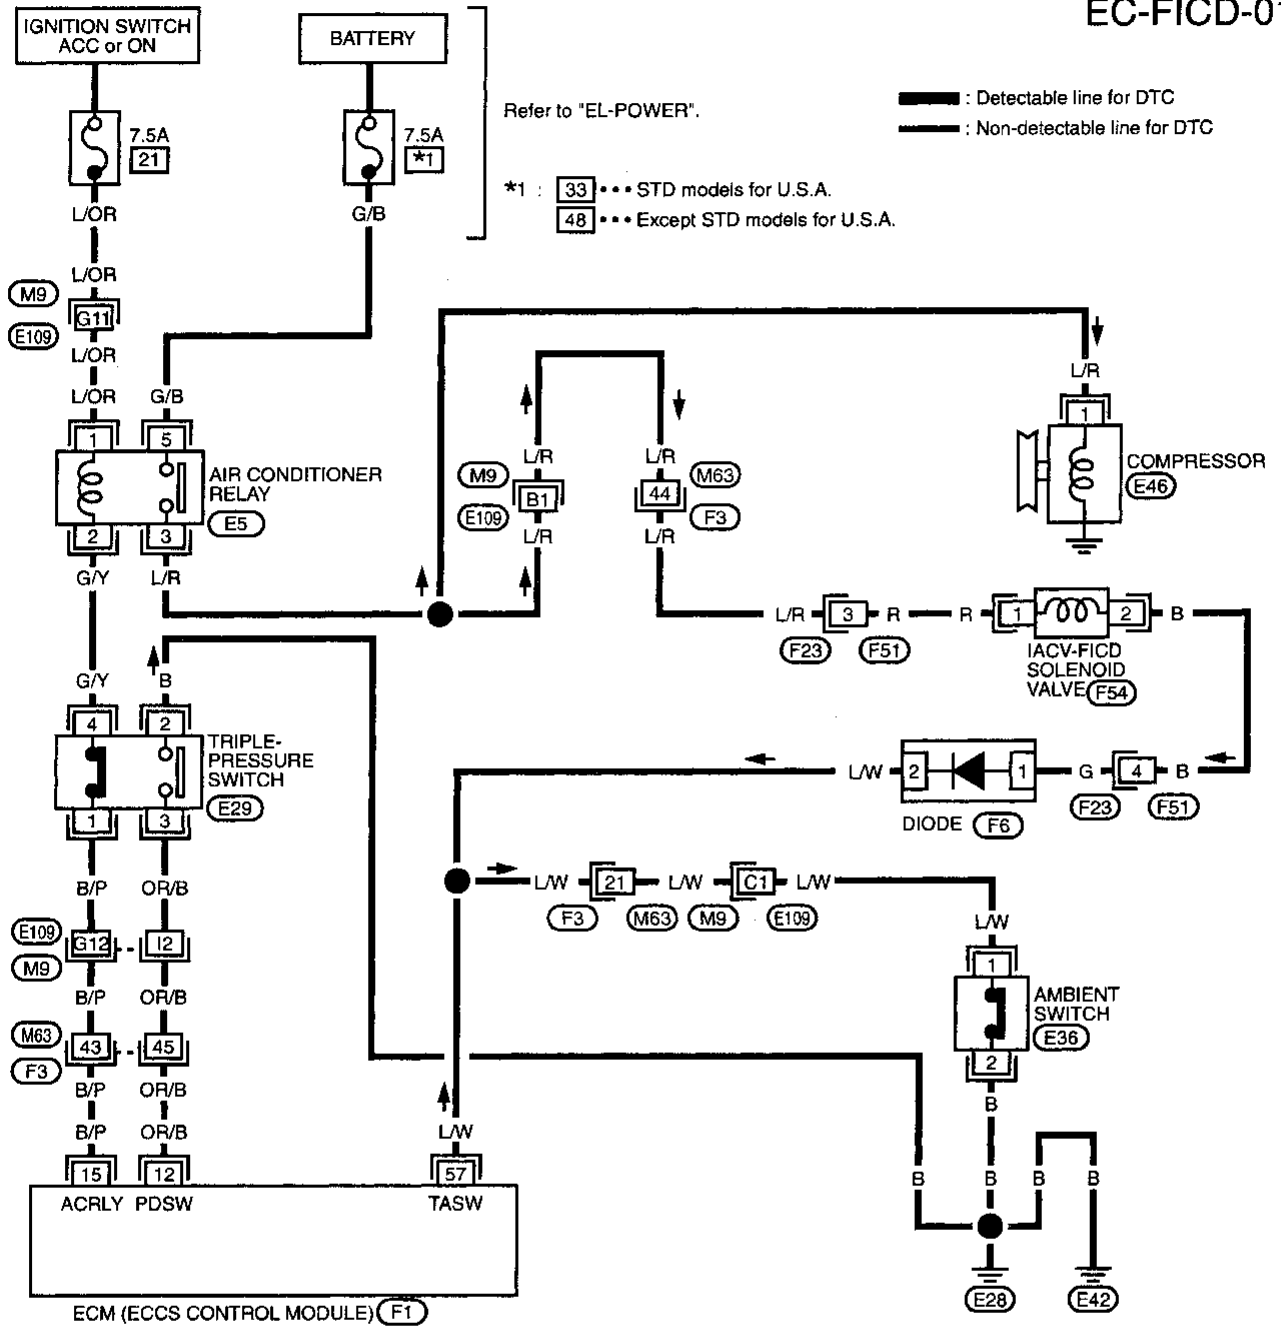 EC-FICD-01
IGNITION SWITCH
ACC or ON
BATTERY
7.5A
21
7.5A
*1
Refer to "EL-POWER".
: Detectable line for DTC
: Non-detectable line for DTC
*1 : 33 ••• STD models for U.S.A.
48 ••• Except STD models for U.S.A.
L/OR
G/B
L/OR
M9
G11
E109
L/OR
L/OR
G/B
1
5
AIR CONDITIONER
RELAY
E5
2
3
G/Y
L/R
L/R
L/R
M9
B1
E109
44
M63
F3
L/R
L/R
L/R
1
COMPRESSOR
E46
L/R
3
R
R
1
2
B
F23
F51
IACV-FICD
SOLENOID
VALVE
F54
G/Y
B
4
2
TRIPLE-
PRESSURE
SWITCH
E29
1
3
L/W
2
1
G
4
B
DIODE
F6
F23
F51
B/P
OR/B
L/W
21
L/W
C1
L/W
F3
M63
M9
E109
E109
G12
I2
M9
L/W
1
AMBIENT
SWITCH
E36
2
B/P
OR/B
M63
43
45
F3
B/P
OR/B
B
B/P
OR/B
L/W
15
12
57
B
B
B
B
ACRLY
PDSW
TASW
E28
E42
ECM (ECCS CONTROL MODULE)
F1